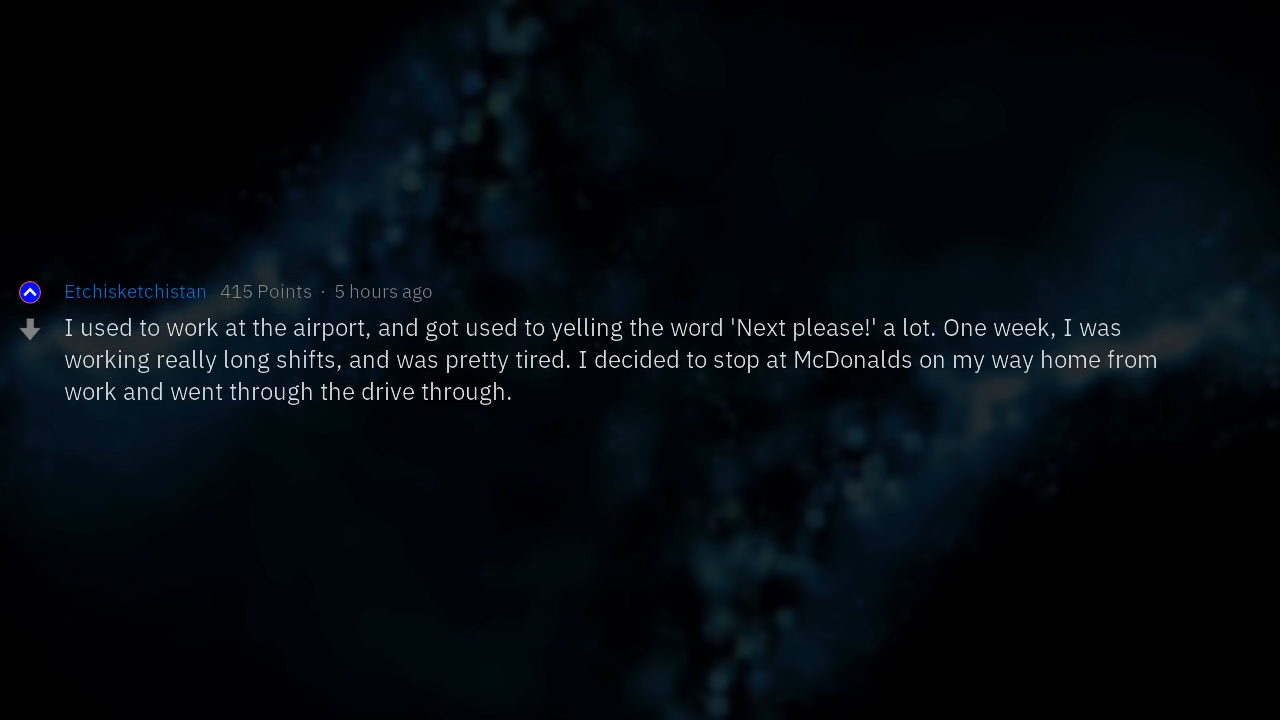 Etchisketchistan 415 Points · 5 hours ago
I used to work at the airport, and got used to yelling the word 'Next please!' a lot. One week, I was
working really long shifts, and was pretty tired. I decided to stop at McDonalds on my way home from
work and went through the drive through.